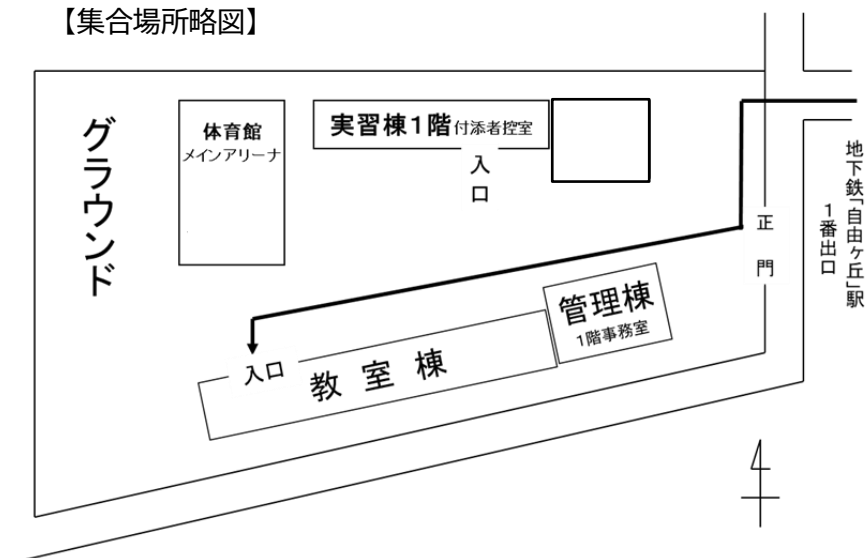 【集合場所略図】
グラウンド
体育館
メインアリーナ
実習棟1階付添者控室
入口
正門
地下鉄「自由ヶ丘」駅
1番出口
管理棟
1階事務室
入口
教室棟